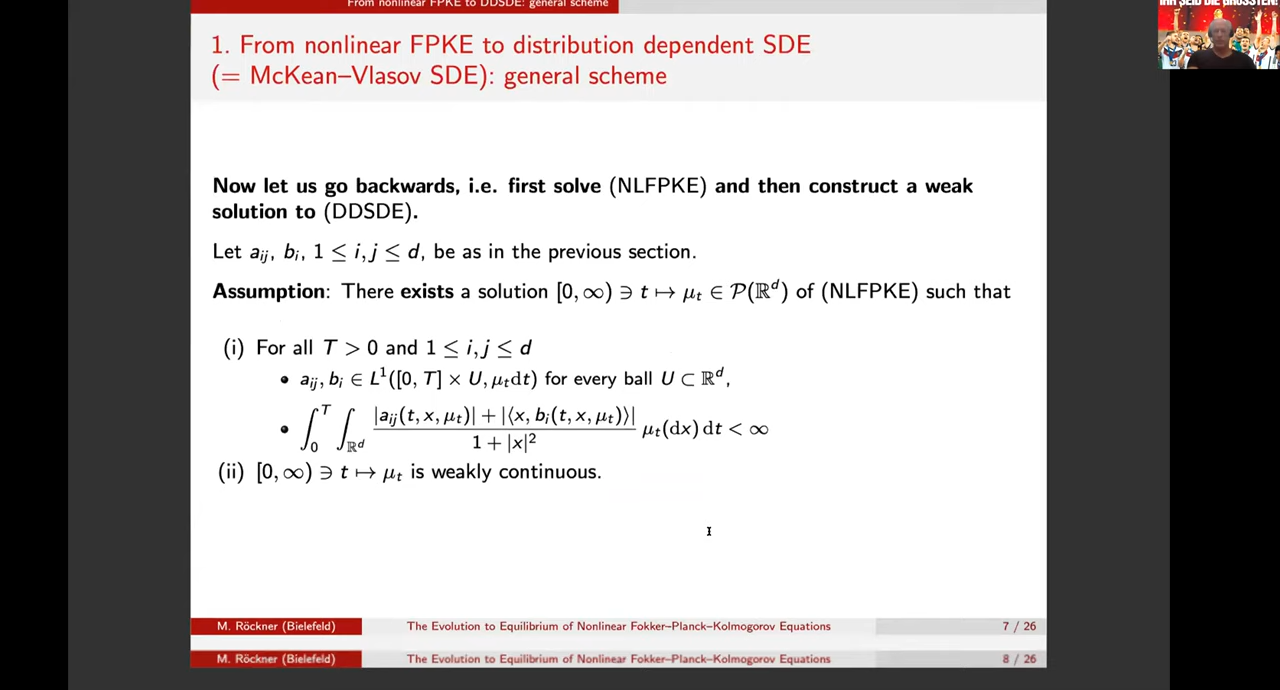 From nonlinear FPKE to DDSDE: general scheme
IHR SEID DIE GRÖSSTEN!
1. From nonlinear FPKE to distribution dependent SDE
(= McKean–Vlasov SDE): general scheme
Now let us go backwards, i.e. first solve (NLFPKE) and then construct a weak
solution to (DDSDE).
Let a_{ij}, b_i, 1 ≤ i, j ≤ d, be as in the previous section.
Assumption: There exists a solution [0, ∞) ∋ t ↦ μ_t ∈ 𝒫(ℝ^d) of (NLFPKE) such that
(i) For all T > 0 and 1 ≤ i, j ≤ d
• a_{ij}, b_i ∈ L^1([0, T] × U, μ_t dt) for every ball U ⊂ ℝ^d,
• ∫_0^T ∫_{ℝ^d} (|a_{ij}(t, x, μ_t)| + |⟨x, b_i(t, x, μ_t)⟩|) / (1 + |x|^2) μ_t(dx) dt < ∞
(ii) [0, ∞) ∋ t ↦ μ_t is weakly continuous.
M. Röckner (Bielefeld) The Evolution to Equilibrium of Nonlinear Fokker–Planck–Kolmogorov Equations 7 / 26
M. Röckner (Bielefeld) The Evolution to Equilibrium of Nonlinear Fokker–Planck–Kolmogorov Equations 8 / 26